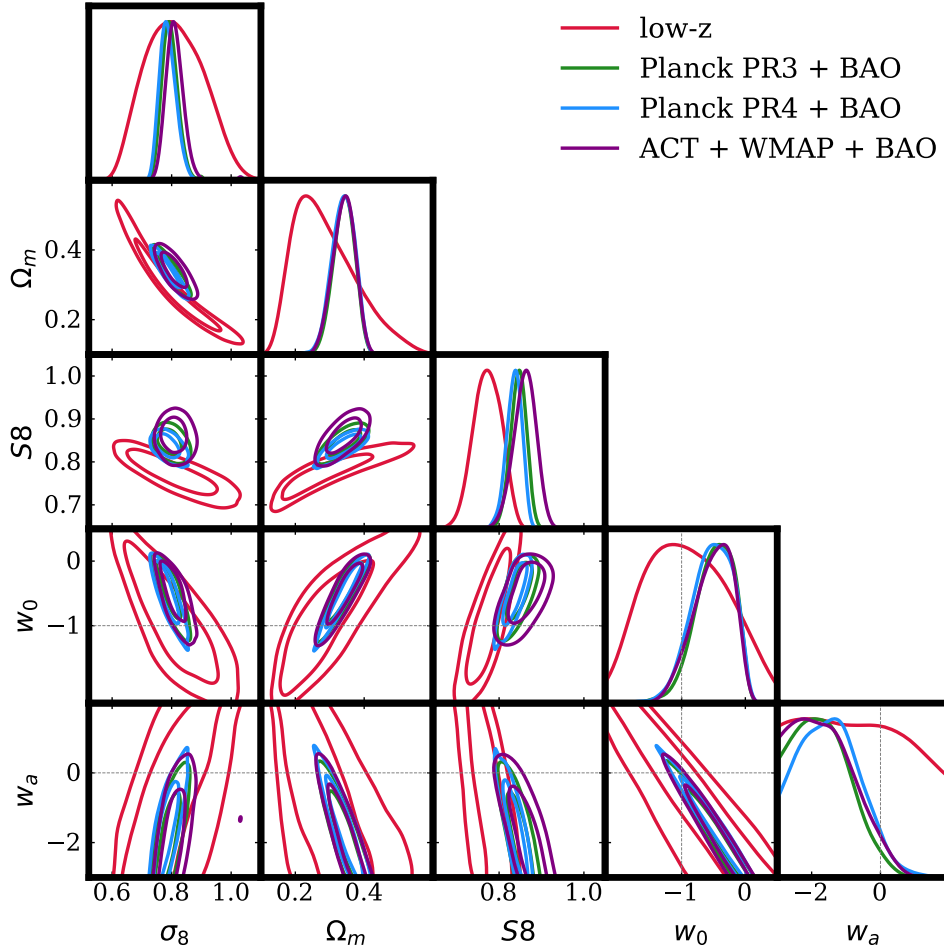 low-z
Planck PR3 + BAO
Planck PR4 + BAO
ACT + WMAP + BAO
Ωm
0.4
0.2
S8
1.0
0.9
0.8
0.7
w0
0
−1
wa
0
−2
0.6 0.8 1.0
0.2 0.4
0.8 1.0
−1 0
−2 0
σ8
Ωm
S8
w0
wa